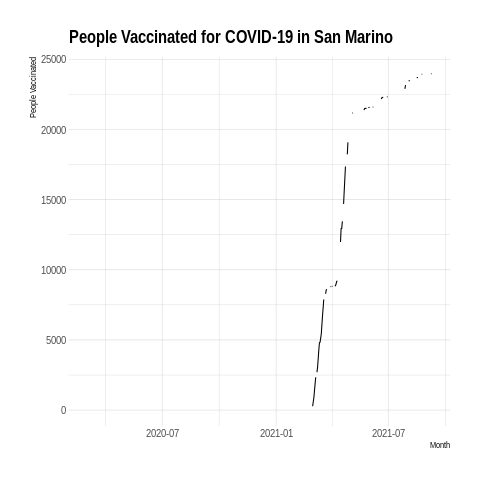 People Vaccinated for COVID-19 in San Marino
People Vaccinated
25000
20000
15000
10000
5000
0
2020-07 2021-01 2021-07
Month